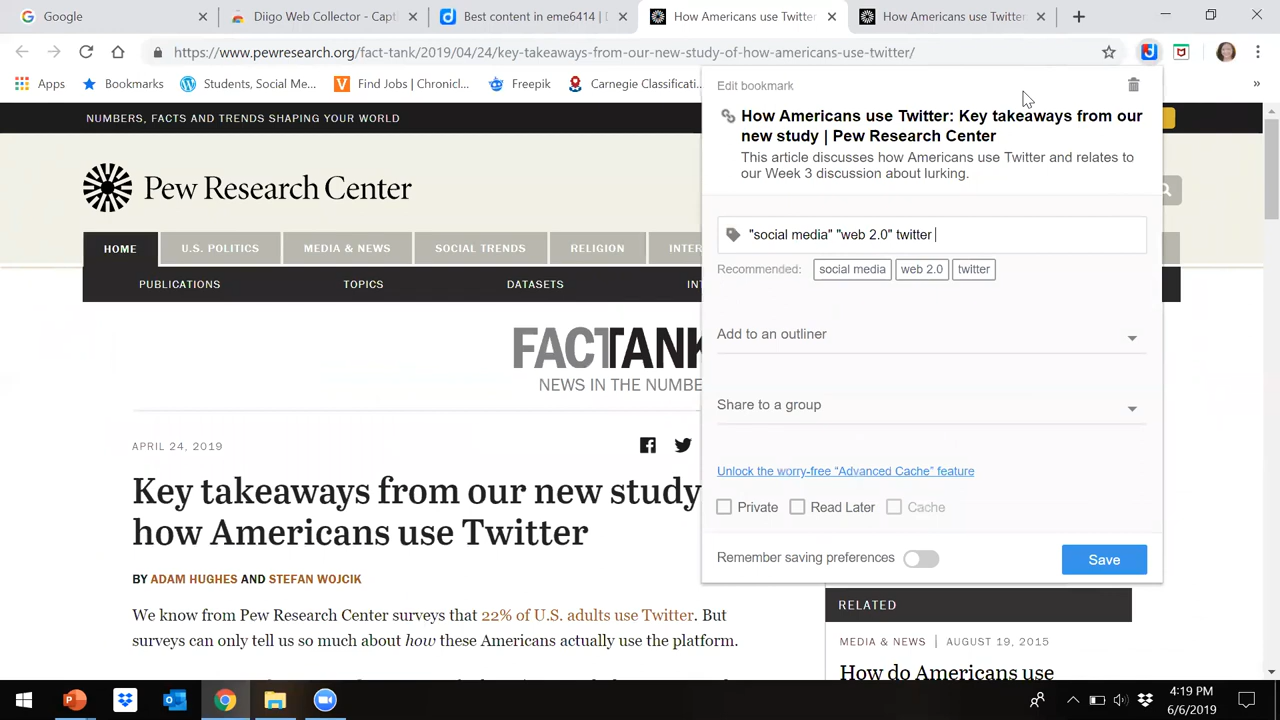 Google
Diigo Web Collector - Capt
Best content in eme6414 | D
How Americans use Twitter:
How Americans use Twitter:
https://www.pewresearch.org/fact-tank/2019/04/24/key-takeaways-from-our-new-study-of-how-americans-use-twitter/
Apps
Bookmarks
Students, Social Me...
Find Jobs | Chronicl...
Freepik
Carnegie Classificati...
»
NUMBERS, FACTS AND TRENDS SHAPING YOUR WORLD
Pew Research Center
HOME
U.S. POLITICS
MEDIA & NEWS
SOCIAL TRENDS
RELIGION
INTER
PUBLICATIONS
TOPICS
DATASETS
IN
FACTANK
NEWS IN THE NUMBE
APRIL 24, 2019
Key takeaways from our new study
how Americans use Twitter
BY ADAM HUGHES AND STEFAN WOJCIK
We know from Pew Research Center surveys that 22% of U.S. adults use Twitter. But
surveys can only tell us so much about how these Americans actually use the platform.
Edit bookmark
How Americans use Twitter: Key takeaways from our
new study | Pew Research Center
This article discusses how Americans use Twitter and relates to
our Week 3 discussion about lurking.
"social media" "web 2.0" twitter
Recommended: social media web 2.0 twitter
Add to an outliner
Share to a group
Unlock the worry-free “Advanced Cache” feature
Private Read Later Cache
Remember saving preferences
Save
RELATED
MEDIA & NEWS | AUGUST 19, 2015
How do Americans use
4:19 PM
6/6/2019